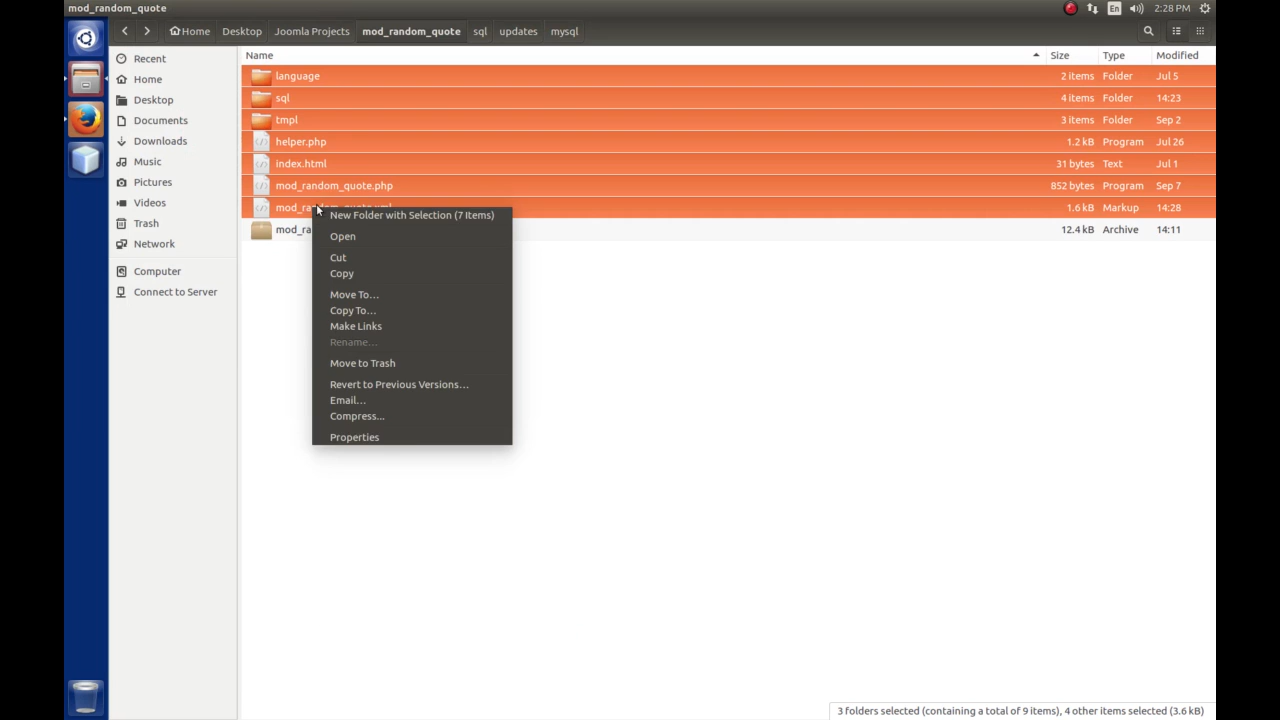 mod_random_quote
En
2:28 PM
Home
Desktop
Joomla Projects
mod_random_quote
sql
updates
mysql
Recent
Home
Desktop
Documents
Downloads
Music
Pictures
Videos
Trash
Network
Computer
Connect to Server
Name Size Type Modified
language 2 items Folder Jul 5
sql 4 items Folder 14:23
tmpl 3 items Folder Sep 2
helper.php 1.2 kB Program Jul 26
index.html 31 bytes Text Jul 1
mod_random_quote.php 852 bytes Program Sep 7
mod_random_quote.xml 1.6 kB Markup 14:28
mod_ra 12.4 kB Archive 14:11
New Folder with Selection (7 Items)
Open
Cut
Copy
Move To…
Copy To…
Make Links
Rename…
Move to Trash
Revert to Previous Versions…
Email…
Compress...
Properties
3 folders selected (containing a total of 9 items), 4 other items selected (3.6 kB)